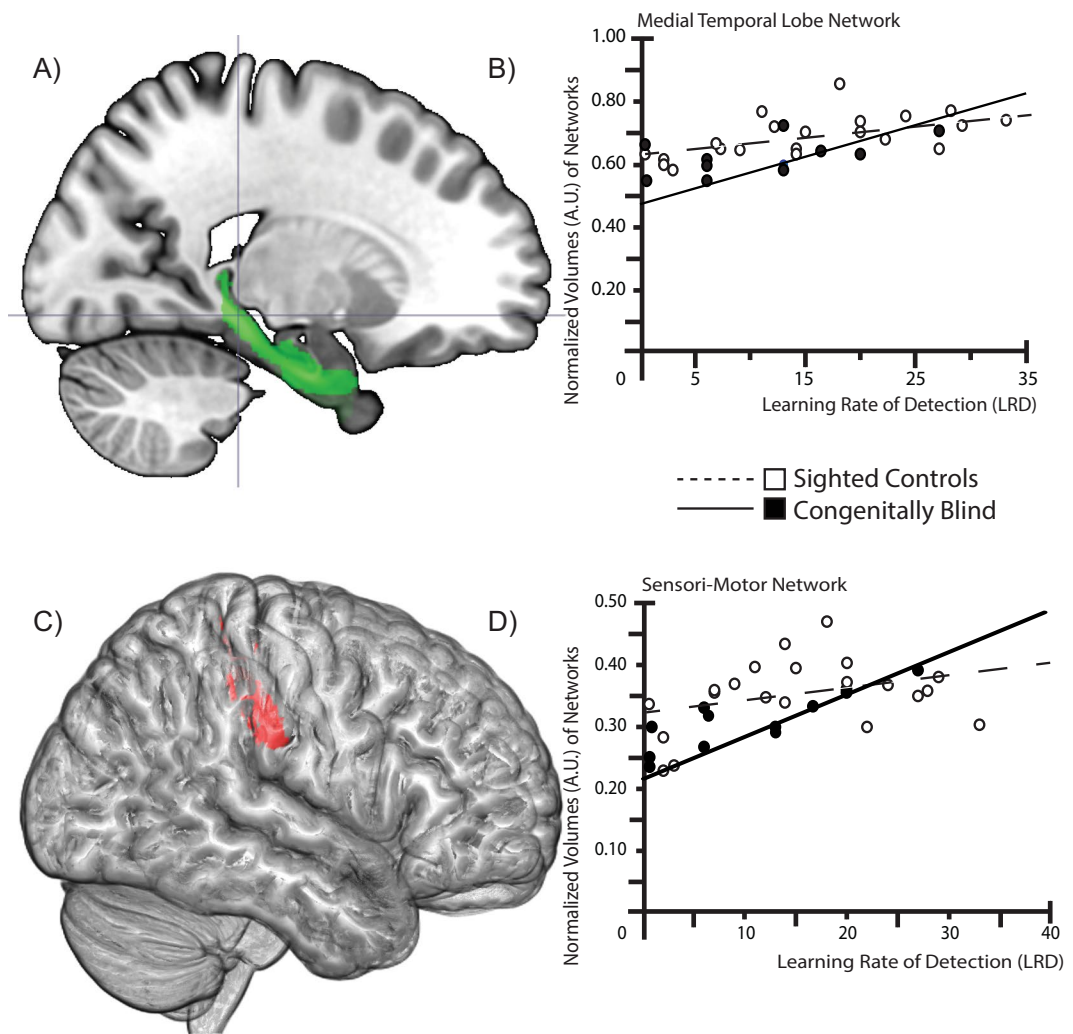 A)
B)
Medial Temporal Lobe Network
Normalized Volumes (A.U.) of Networks
1.00
0.80
0.60
0.40
0.20
0 5 15 25 35
Learning Rate of Detection (LRD)
Sighted Controls
Congenitally Blind
C)
D)
Sensori-Motor Network
Normalized Volumes (A.U.) of Networks
0.50
0.40
0.30
0.20
0.10
0 10 20 30 40
Learning Rate of Detection (LRD)